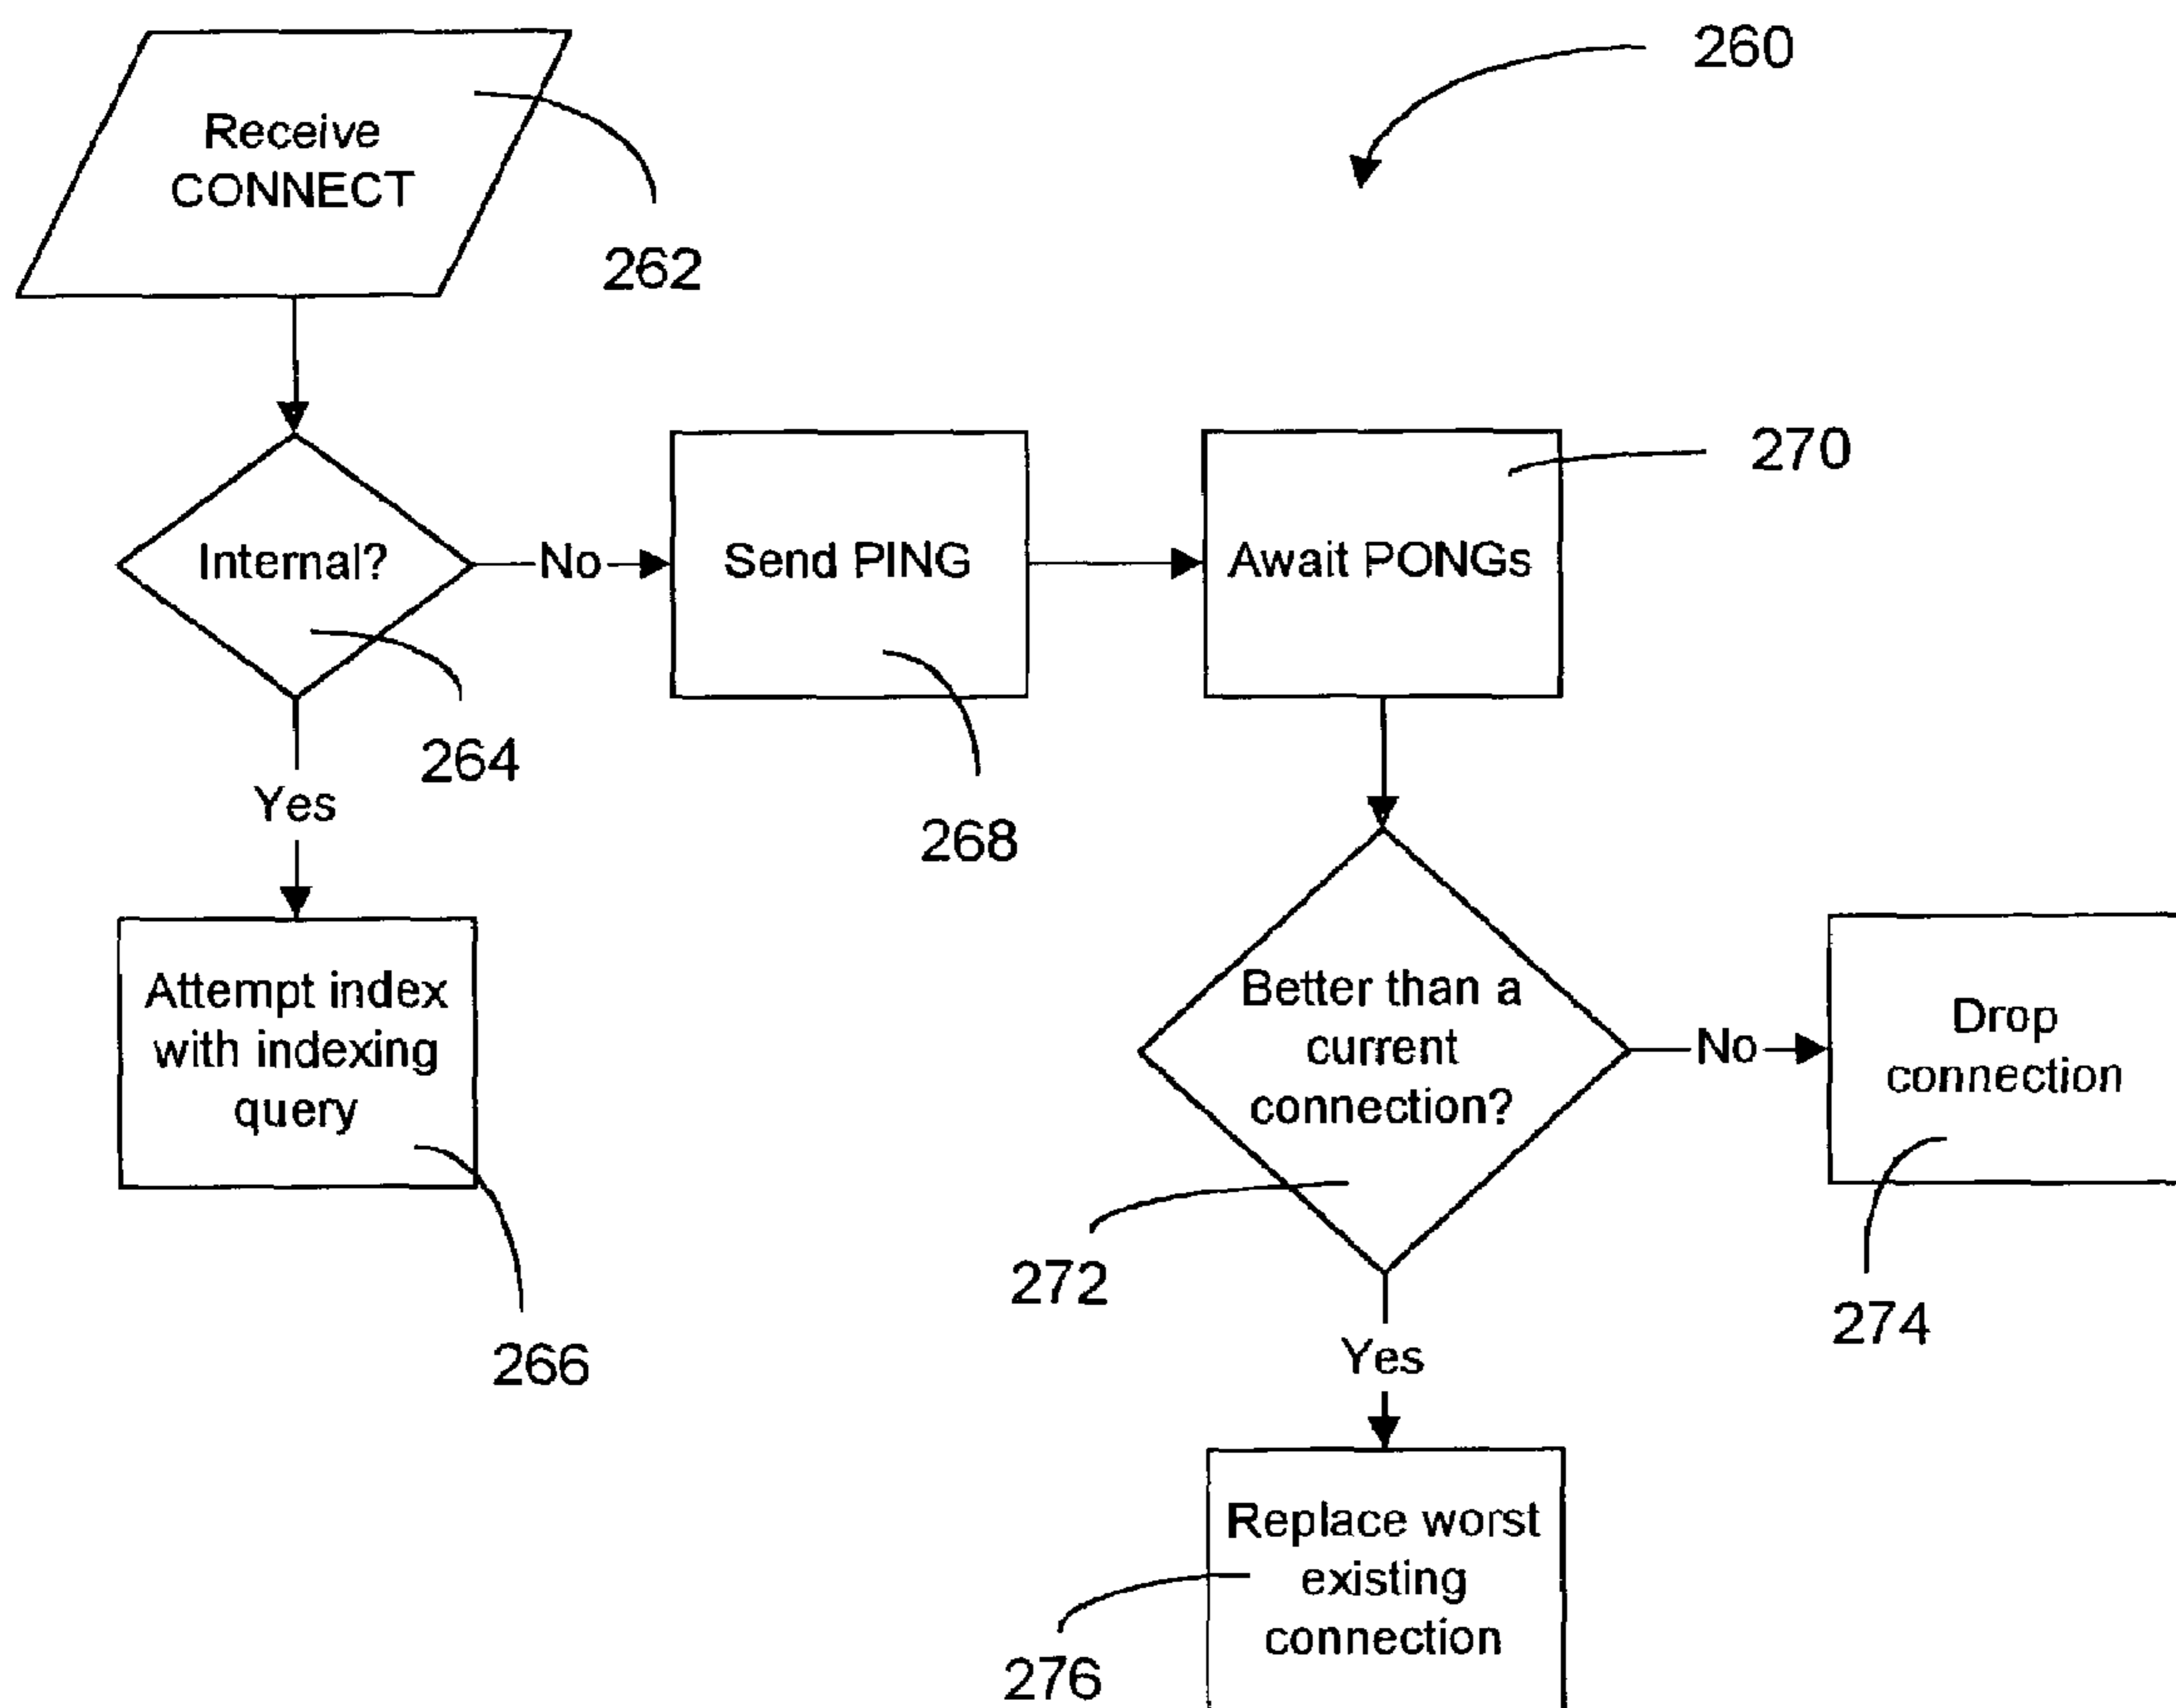 260
Receive
CONNECT
262
270
Internal?
No
Send PING
Await PONGs
264
Yes
268
Attempt index
with indexing
query
Better than a
current
connection?
No
Drop
connection
272
274
266
Yes
Replace worst
existing
connection
276